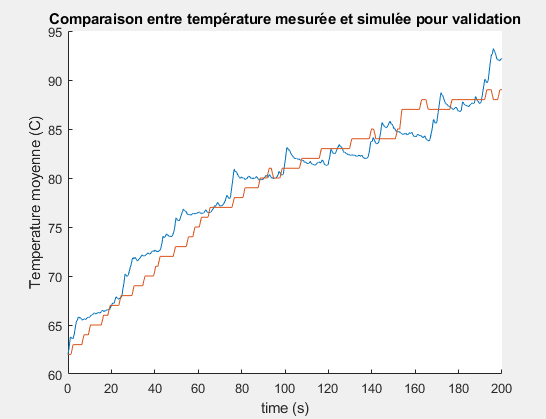 Comparaison entre température mesurée et simulée pour validation
95
90
85
80
75
70
65
60
Temperature moyenne (C)
0 20 40 60 80 100 120 140 160 180 200
time (s)